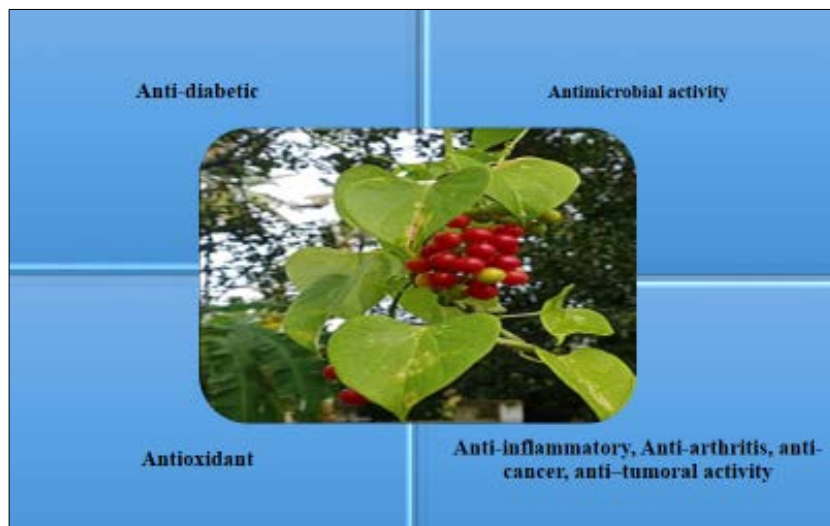 Anti-diabetic
Antimicrobial activity
Antioxidant
Anti-inflammatory, Anti-arthritis, anti-
cancer, anti–tumoral activity